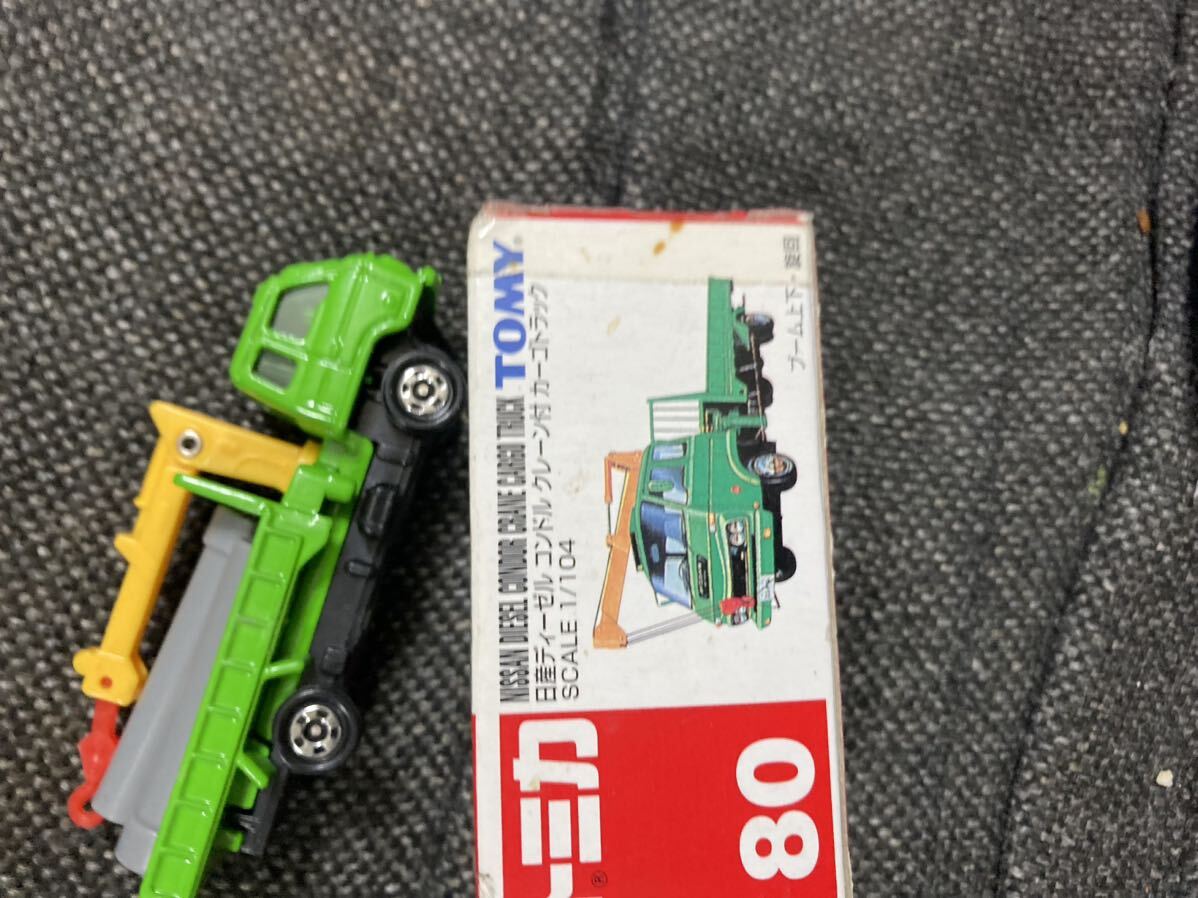 トミカ®
80
NISSAN DIESEL CONDOR CRANE CARGO TRUCK
日産ディーゼル コンドル クレーン付 カーゴトラック
SCALE 1/104
TOMY®
ブーム上下・旋回